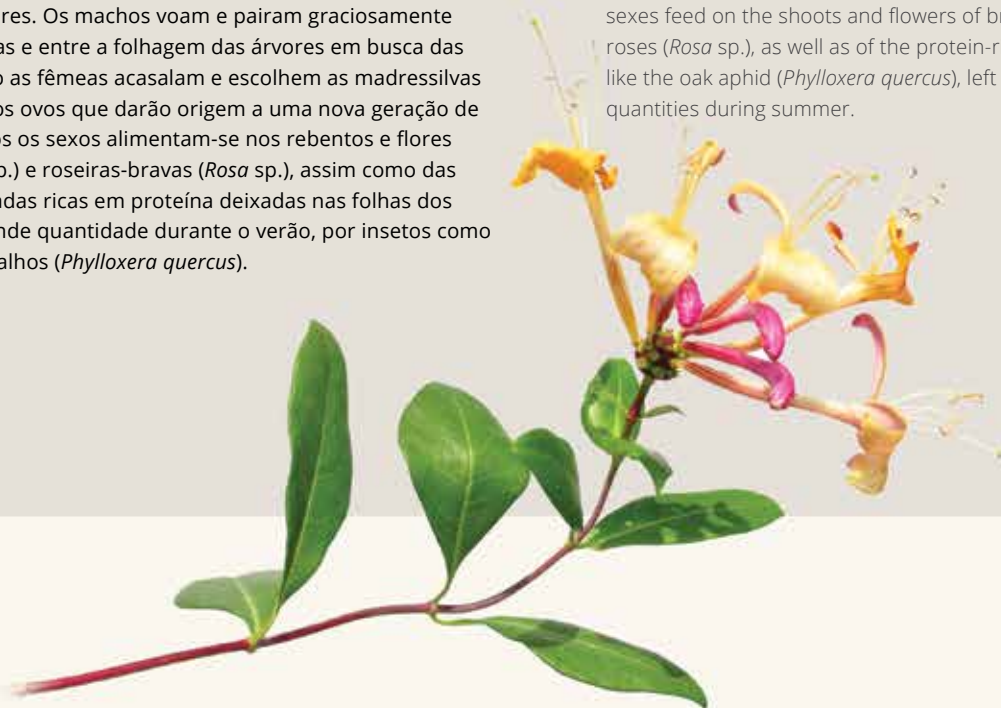 res. Os machos voam e pairam graciosamente
as e entre a folhagem das árvores em busca das
o as fêmeas acasalam e escolhem as madressilvas
os ovos que darão origem a uma nova geração de
os os sexos alimentam-se nos rebentos e flores
p.) e roseiras-bravas (Rosa sp.), assim como das
adas ricas em proteína deixadas nas folhas dos
nde quantidade durante o verão, por insetos como
alhos (Phylloxera quercus).
sexes feed on the shoots and flowers of br
roses (Rosa sp.), as well as of the protein-r
like the oak aphid (Phylloxera quercus), left
quantities during summer.